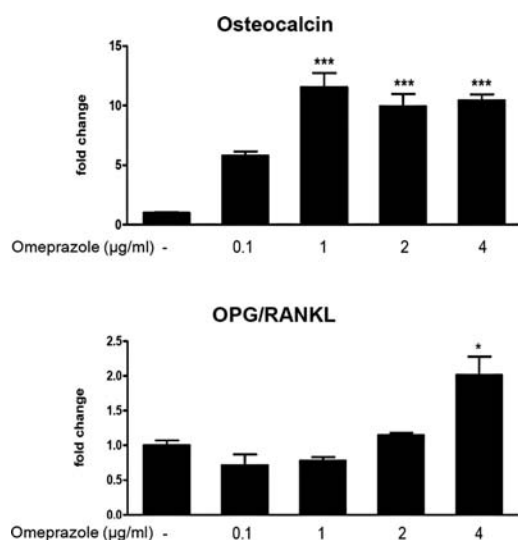 Osteocalcin
***
***
***
15
10
5
0
fold change
Omeprazole (µg/ml) - 0.1 1 2 4
OPG/RANKL
*
2.5
2.0
1.5
1.0
0.5
0.0
fold change
Omeprazole (µg/ml) - 0.1 1 2 4